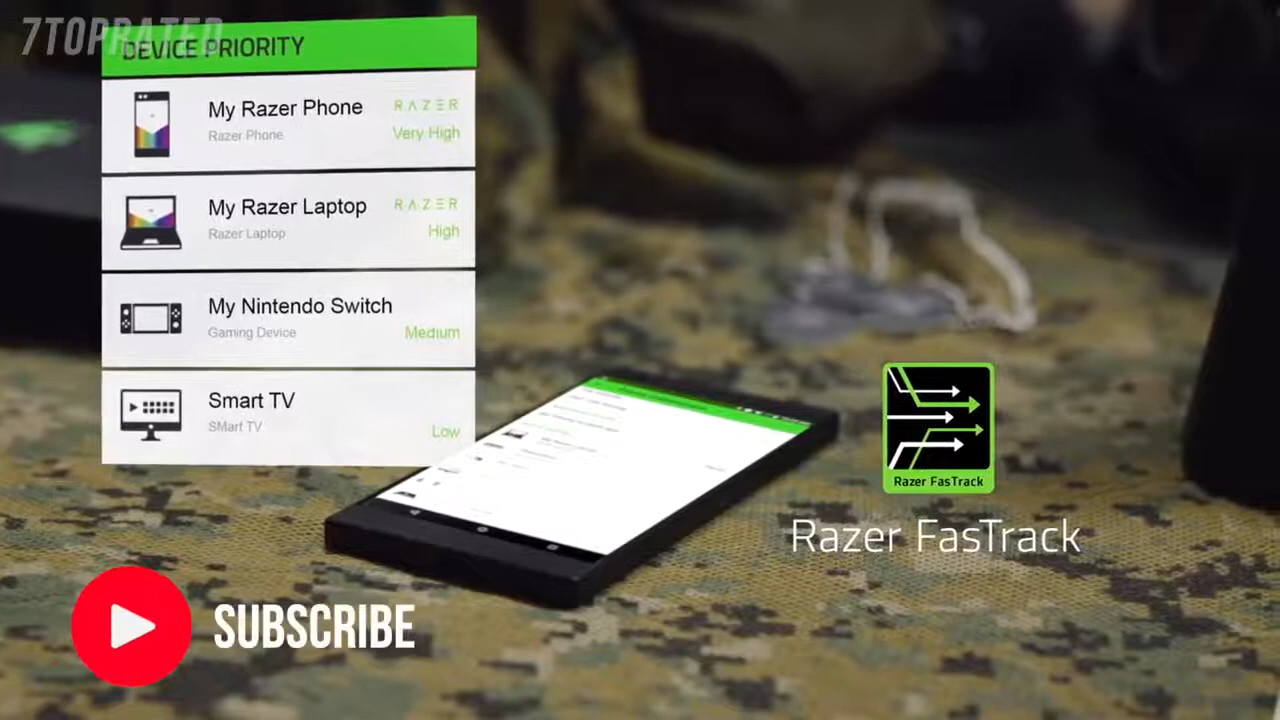 7TOPRATED
DEVICE PRIORITY
My Razer Phone
RAZER
Razer Phone
Very High
My Razer Laptop
RAZER
Razer Laptop
High
My Nintendo Switch
Gaming Device
Medium
Smart TV
SMart TV
Low
Razer FasTrack
Razer FasTrack
SUBSCRIBE